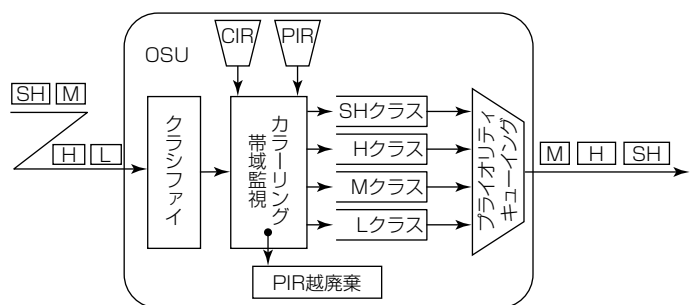 OSU
CIR
PIR
SH
M
H
L
クラシファイ
カラーリング
帯域監視
SHクラス
Hクラス
Mクラス
Lクラス
プライオリティ
キューイング
M
H
SH
PIR越廃棄